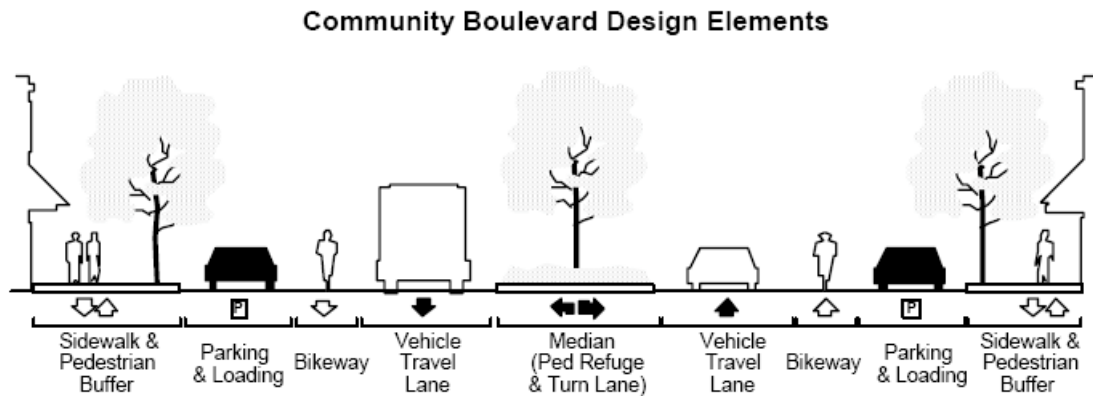 Community Boulevard Design Elements
P
P
Sidewalk &
Pedestrian
Buffer
Parking
& Loading
Bikeway
Vehicle
Travel
Lane
Median
(Ped Refuge
& Turn Lane)
Vehicle
Travel
Lane
Bikeway
Parking
& Loading
Sidewalk &
Pedestrian
Buffer